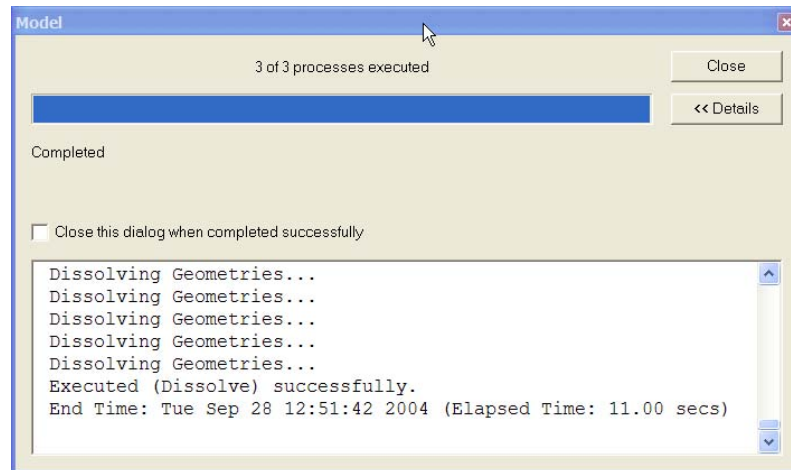 Model
3 of 3 processes executed
Close
<< Details
Completed
Close this dialog when completed successfully
Dissolving Geometries...
Dissolving Geometries...
Dissolving Geometries...
Dissolving Geometries...
Dissolving Geometries...
Executed (Dissolve) successfully.
End Time: Tue Sep 28 12:51:42 2004 (Elapsed Time: 11.00 secs)